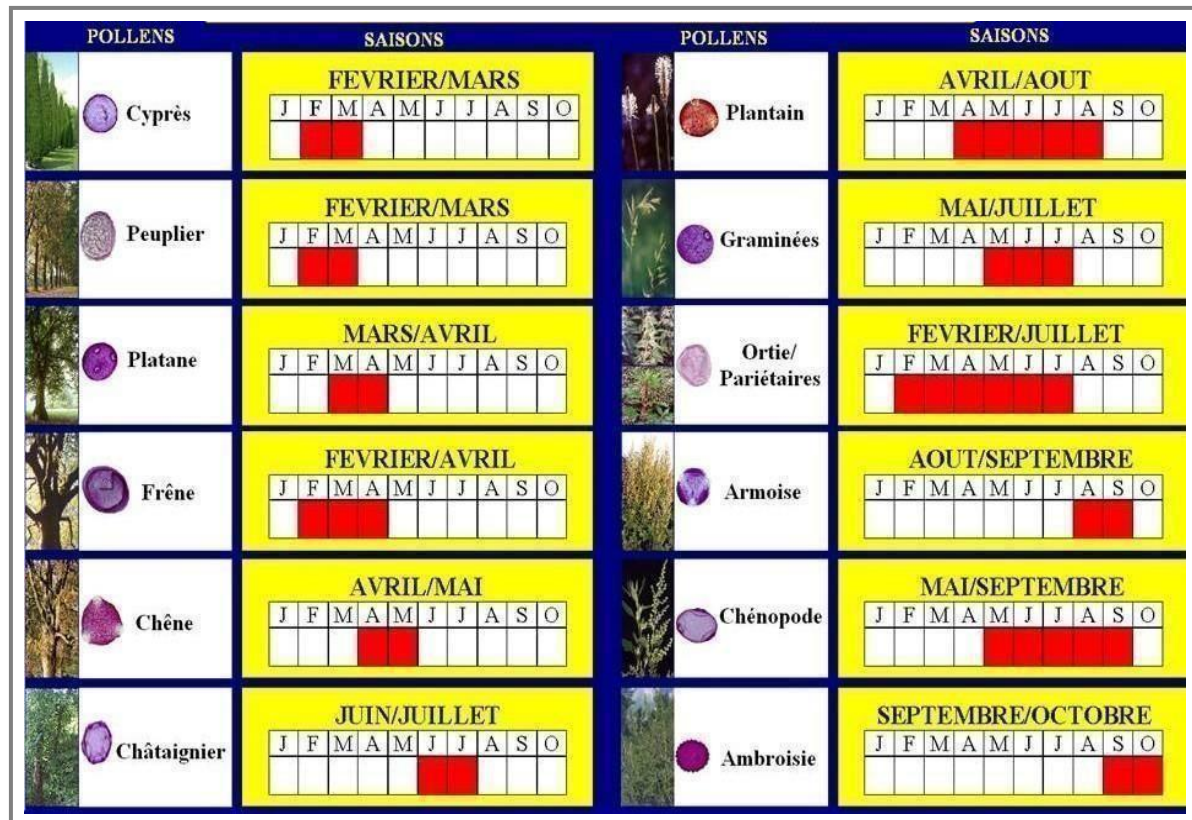 POLLENS SAISONS POLLENS SAISONS
Cyprès
FEVRIER/MARS
J F M A M J J A S O
Plantain
AVRIL/AOUT
J F M A M J J A S O
Peuplier
FEVRIER/MARS
J F M A M J J A S O
Graminées
MAI/JUILLET
J F M A M J J A S O
Platane
MARS/AVRIL
J F M A M J J A S O
Ortie/
Pariétaires
FEVRIER/JUILLET
J F M A M J J A S O
Frêne
FEVRIER/AVRIL
J F M A M J J A S O
Armoise
AOUT/SEPTEMBRE
J F M A M J J A S O
Chêne
AVRIL/MAI
J F M A M J J A S O
Chénopode
MAI/SEPTEMBRE
J F M A M J J A S O
Châtaignier
JUIN/JUILLET
J F M A M J J A S O
Ambroisie
SEPTEMBRE/OCTOBRE
J F M A M J J A S O